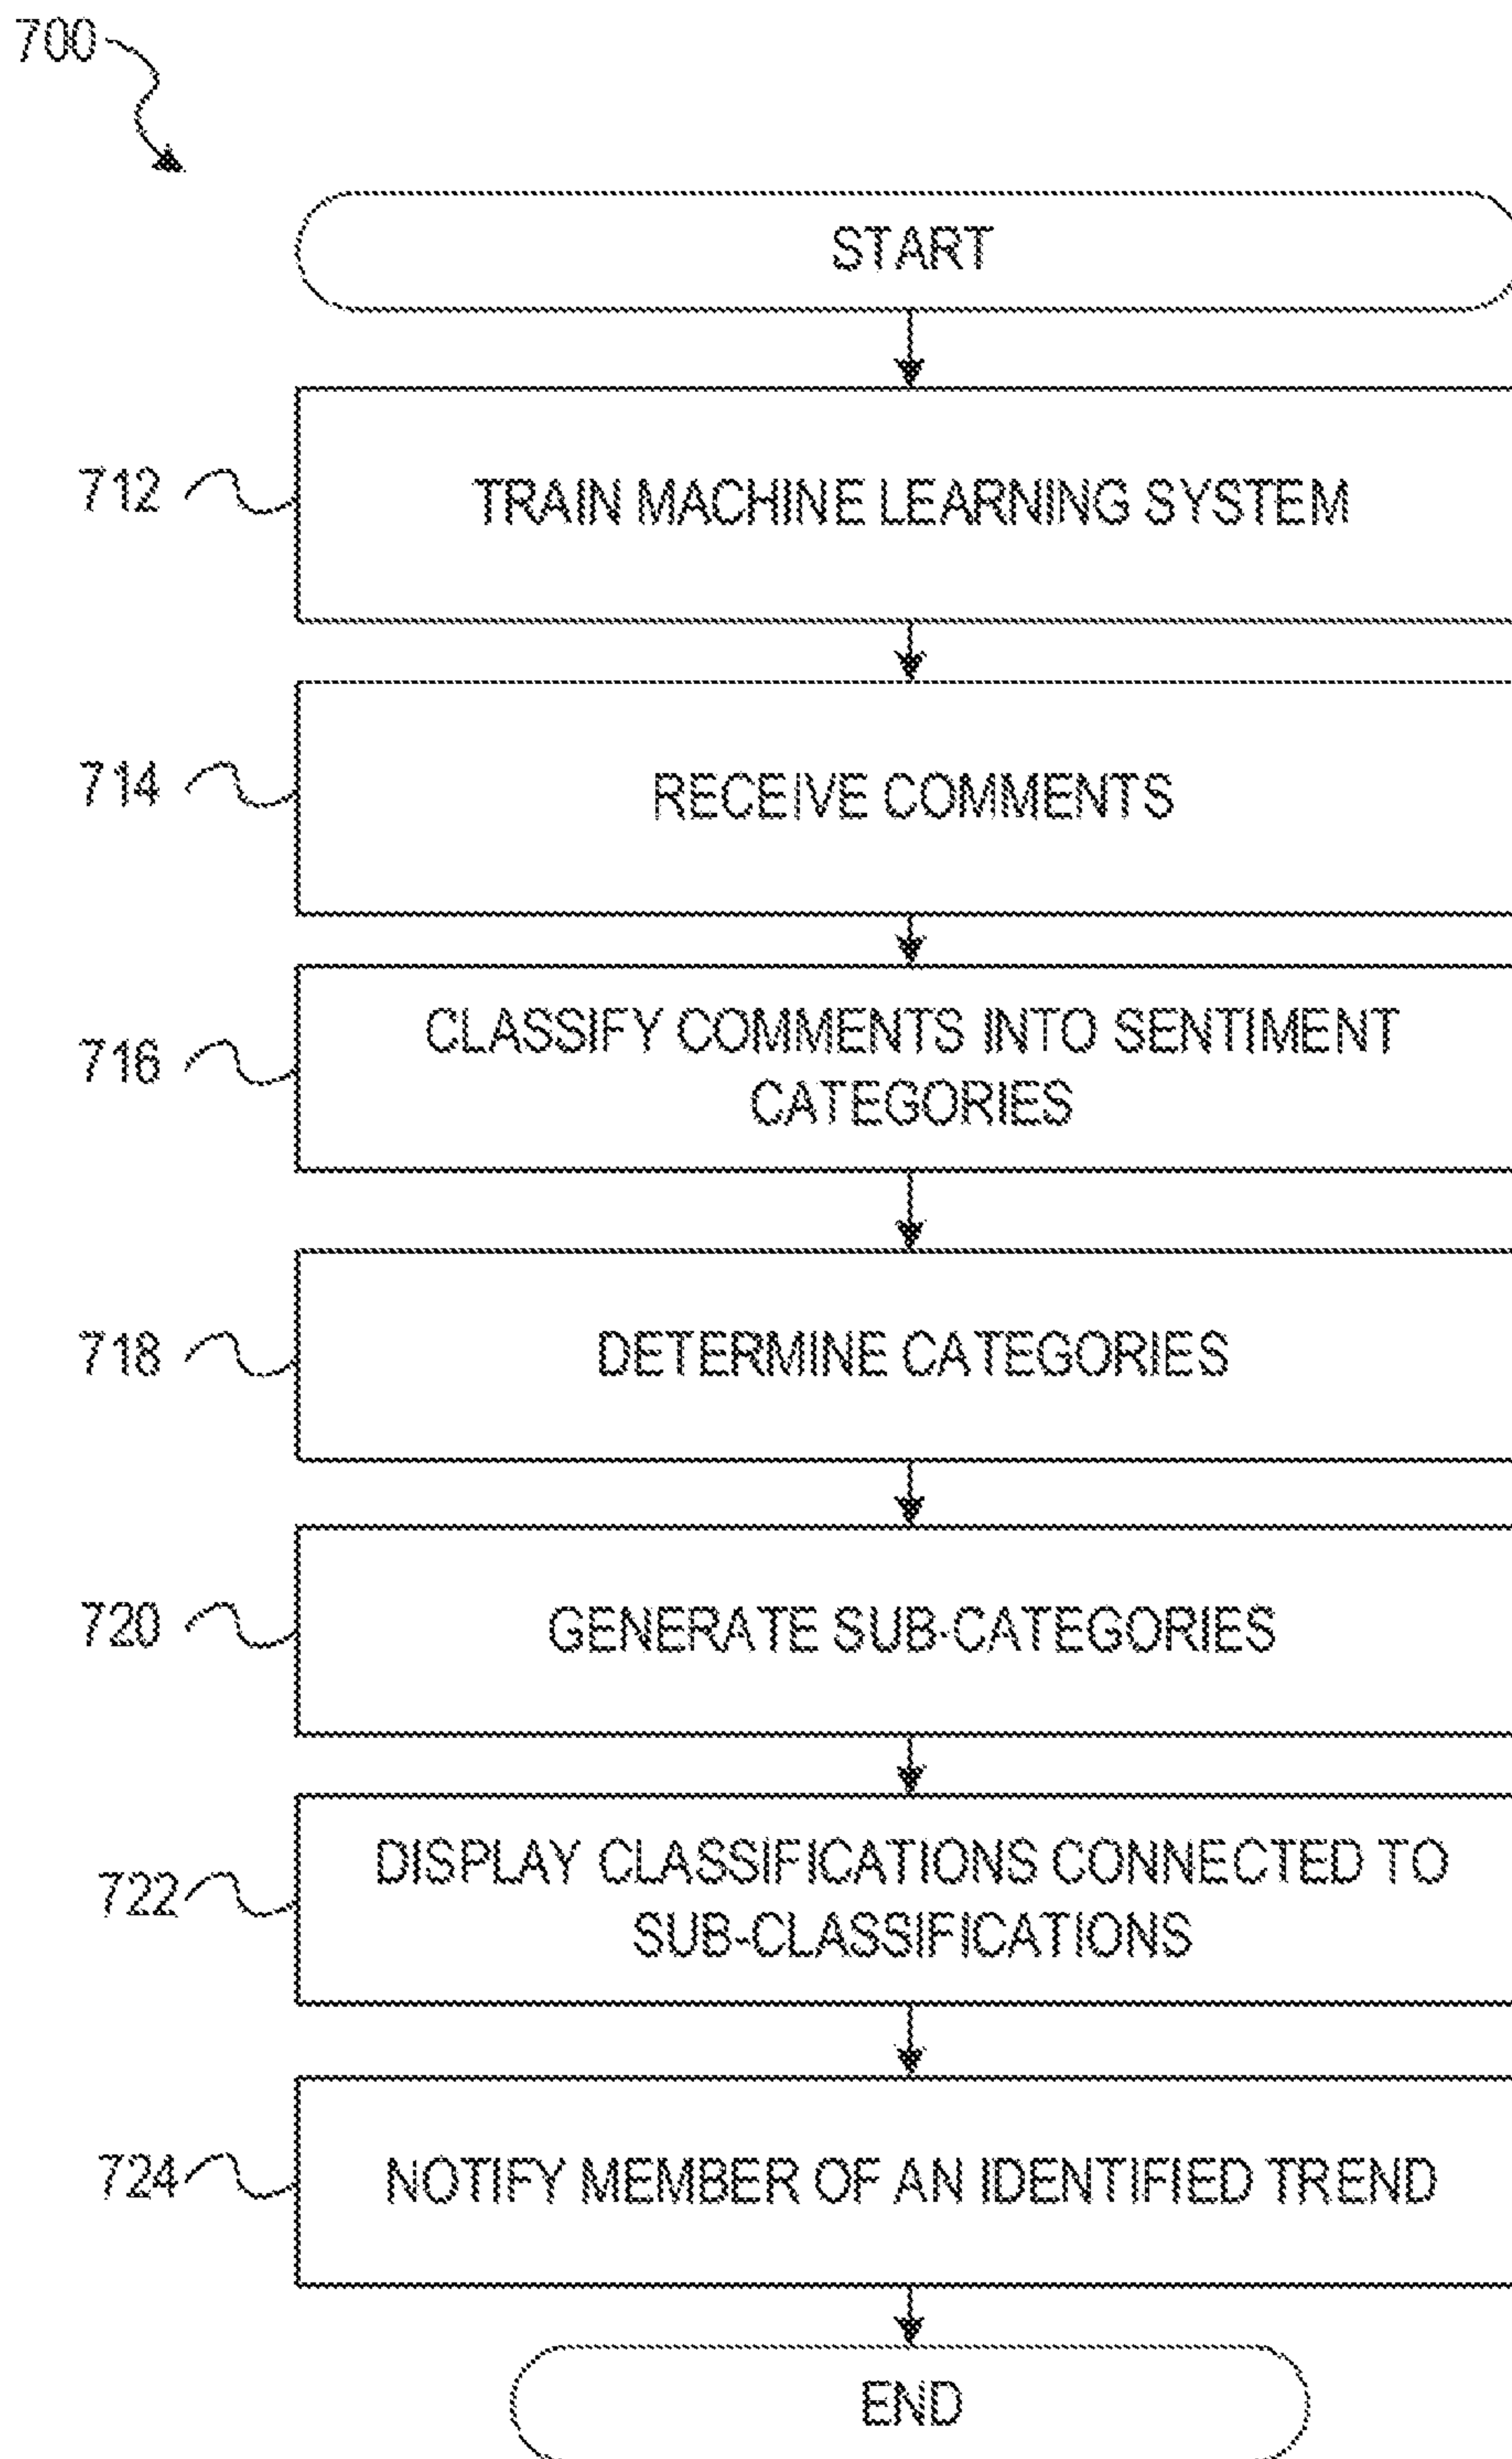 700
START
712
TRAIN MACHINE LEARNING SYSTEM
714
RECEIVE COMMENTS
716
CLASSIFY COMMENTS INTO SENTIMENT
CATEGORIES
718
DETERMINE CATEGORIES
720
GENERATE SUB-CATEGORIES
722
DISPLAY CLASSIFICATIONS CONNECTED TO
SUB-CLASSIFICATIONS
724
NOTIFY MEMBER OF AN IDENTIFIED TREND
END